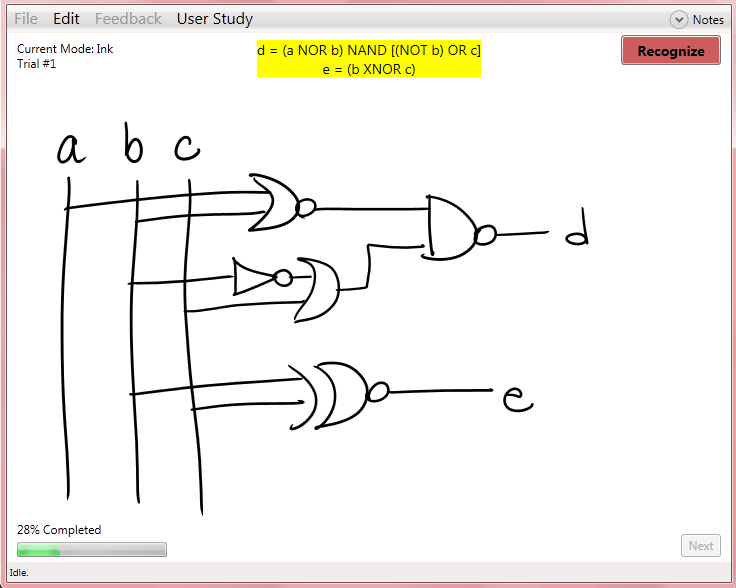 File Edit Feedback User Study Notes
Current Mode: Ink
Trial #1
d = (a NOR b) NAND [(NOT b) OR c]
e = (b XNOR c)
Recognize
a b c
d
e
28% Completed
Next
Idle.